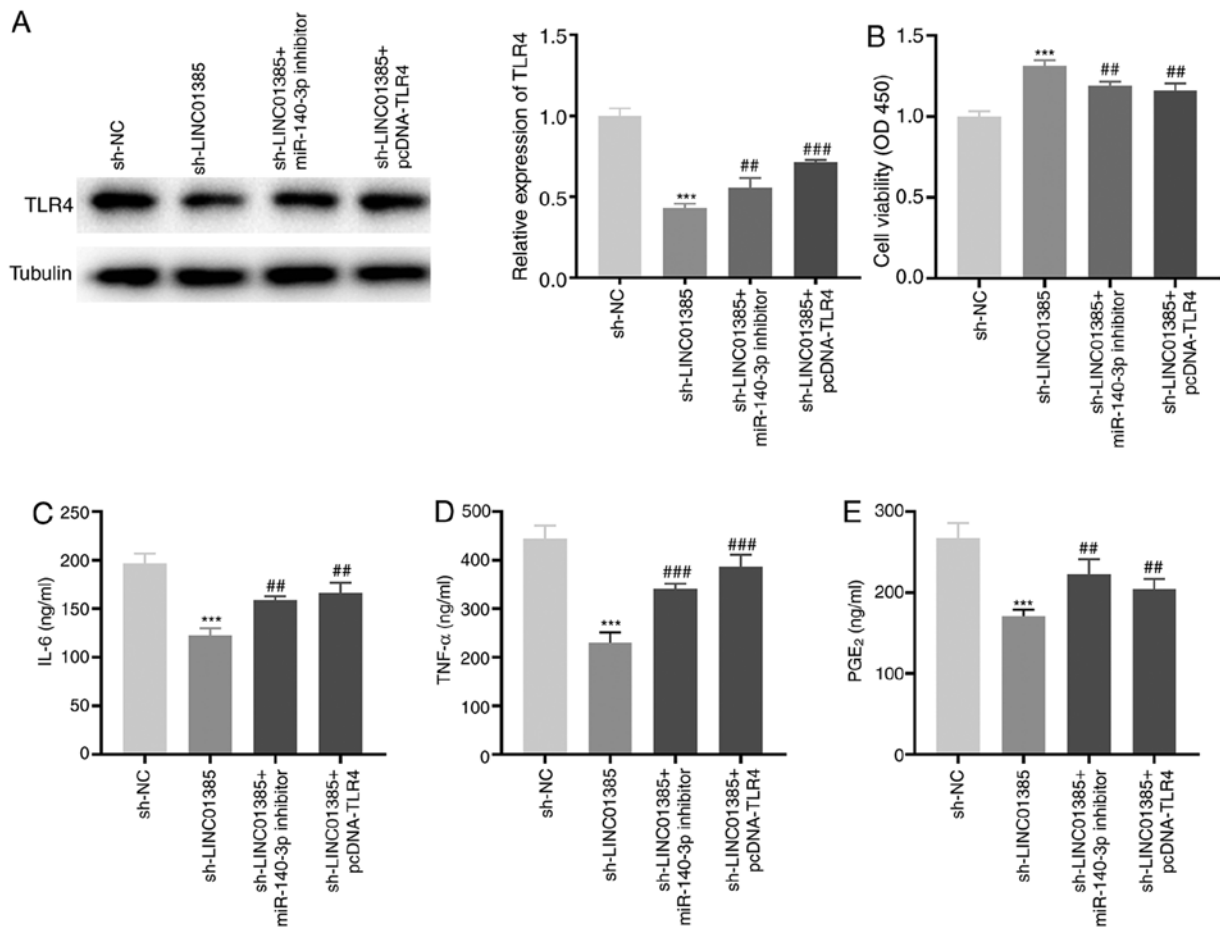 A
sh-NC
sh-LINC01385
sh-LINC01385+
miR-140-3p inhibitor
sh-LINC01385+
pcDNA-TLR4
TLR4
Tubulin
Relative expression of TLR4
1.5
1.0
0.5
0.0
***
##
###
sh-NC
sh-LINC01385
sh-LINC01385+
miR-140-3p inhibitor
sh-LINC01385+
pcDNA-TLR4
B
Cell viability (OD 450)
1.5
1.0
0.5
0.0
***
##
##
sh-NC
sh-LINC01385
sh-LINC01385+
miR-140-3p inhibitor
sh-LINC01385+
pcDNA-TLR4
C
IL-6 (ng/ml)
250
200
150
100
50
0
***
##
##
sh-NC
sh-LINC01385
sh-LINC01385+
miR-140-3p inhibitor
sh-LINC01385+
pcDNA-TLR4
D
TNF-α (ng/ml)
500
400
300
200
100
0
***
###
###
sh-NC
sh-LINC01385
sh-LINC01385+
miR-140-3p inhibitor
sh-LINC01385+
pcDNA-TLR4
E
PGE₂ (ng/ml)
300
200
100
0
***
##
##
sh-NC
sh-LINC01385
sh-LINC01385+
miR-140-3p inhibitor
sh-LINC01385+
pcDNA-TLR4